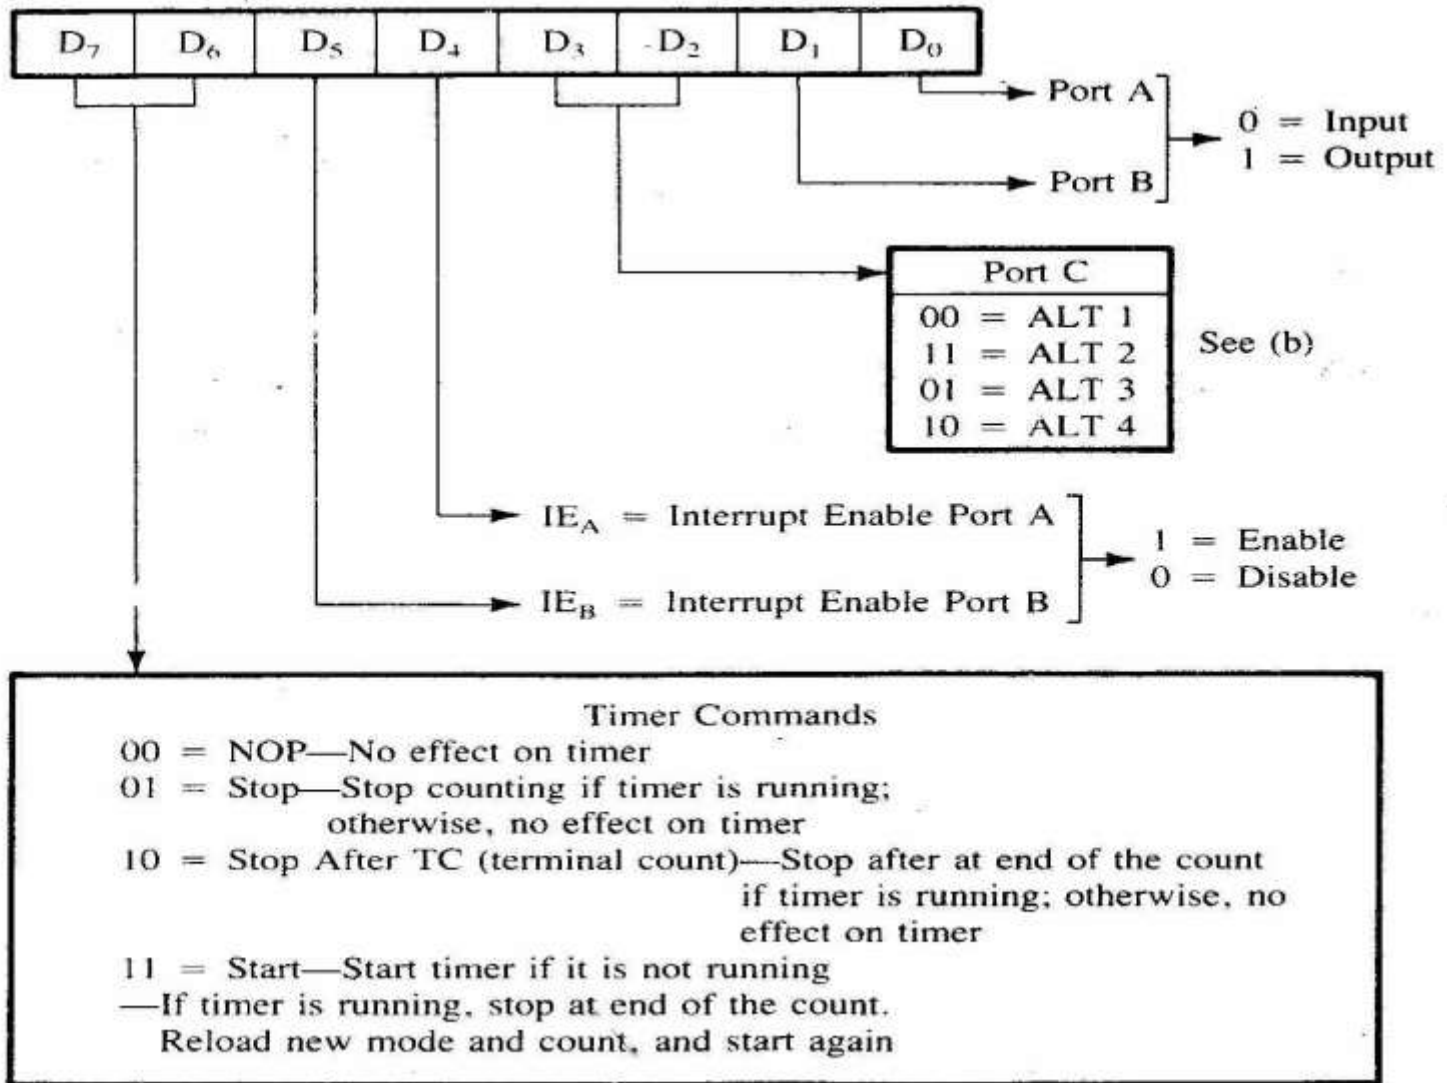 D₇ D₆ D₅ D₄ D₃ D₂ D₁ D₀
Port A
0 = Input
1 = Output
Port B
Port C
00 = ALT 1
11 = ALT 2
01 = ALT 3
10 = ALT 4
See (b)
IE_A = Interrupt Enable Port A
1 = Enable
0 = Disable
IE_B = Interrupt Enable Port B
Timer Commands
00 = NOP—No effect on timer
01 = Stop—Stop counting if timer is running;
otherwise, no effect on timer
10 = Stop After TC (terminal count)—Stop after at end of the count
if timer is running; otherwise, no
effect on timer
11 = Start—Start timer if it is not running
—If timer is running, stop at end of the count.
Reload new mode and count, and start again